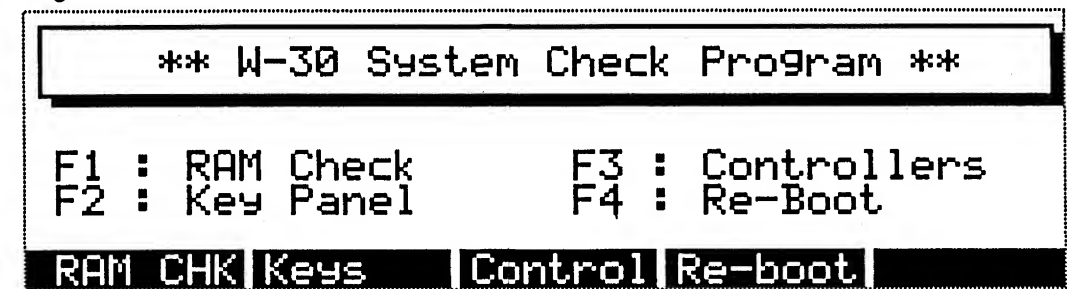 ** W-30 System Check Program **
F1 : RAM Check F3 : Controllers
F2 : Key Panel F4 : Re-Boot
RAM CHK Keys Control Re-boot